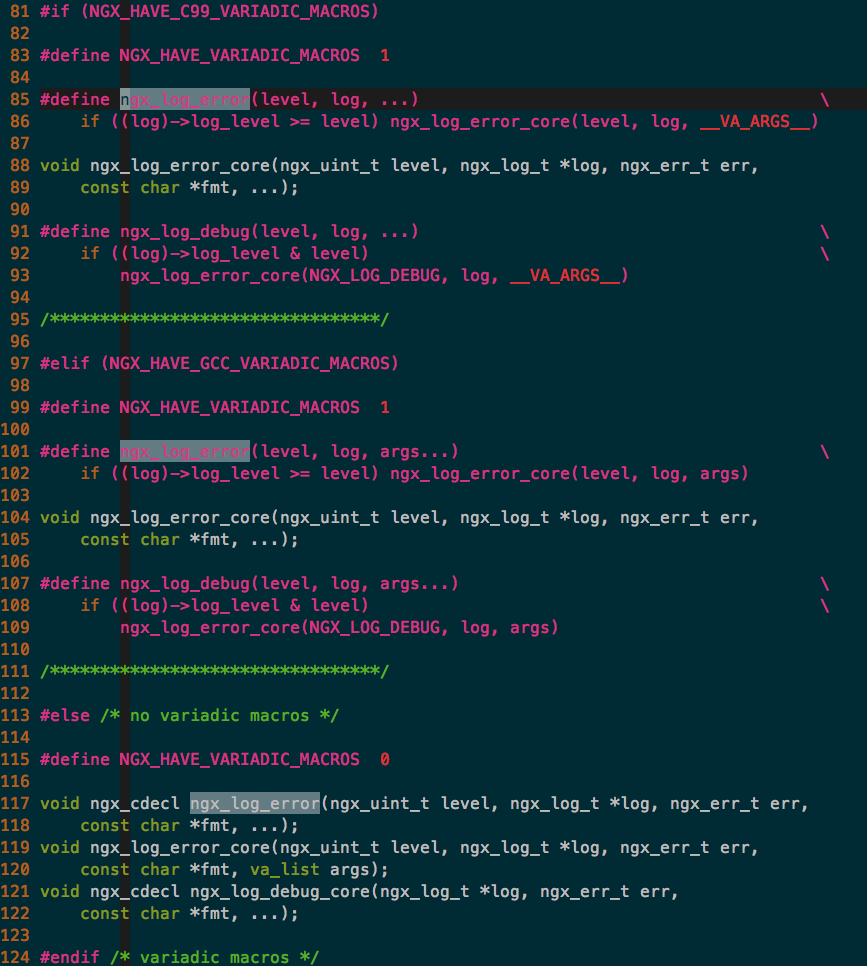 81 #if (NGX_HAVE_C99_VARIADIC_MACROS)
82
83 #define NGX_HAVE_VARIADIC_MACROS  1
84
85 #define ngx_log_error(level, log, ...)                                        \
86     if ((log)->log_level >= level) ngx_log_error_core(level, log, __VA_ARGS__)
87
88 void ngx_log_error_core(ngx_uint_t level, ngx_log_t *log, ngx_err_t err,
89     const char *fmt, ...);
90
91 #define ngx_log_debug(level, log, ...)                                        \
92     if ((log)->log_level & level)                                             \
93         ngx_log_error_core(NGX_LOG_DEBUG, log, __VA_ARGS__)
94
95 /*********************************/
96
97 #elif (NGX_HAVE_GCC_VARIADIC_MACROS)
98
99 #define NGX_HAVE_VARIADIC_MACROS  1
100
101 #define ngx_log_error(level, log, args...)                                    \
102     if ((log)->log_level >= level) ngx_log_error_core(level, log, args)
103
104 void ngx_log_error_core(ngx_uint_t level, ngx_log_t *log, ngx_err_t err,
105     const char *fmt, ...);
106
107 #define ngx_log_debug(level, log, args...)                                    \
108     if ((log)->log_level & level)                                             \
109         ngx_log_error_core(NGX_LOG_DEBUG, log, args)
110
111 /*********************************/
112
113 #else /* no variadic macros */
114
115 #define NGX_HAVE_VARIADIC_MACROS  0
116
117 void ngx_cdecl ngx_log_error(ngx_uint_t level, ngx_log_t *log, ngx_err_t err,
118     const char *fmt, ...);
119 void ngx_log_error_core(ngx_uint_t level, ngx_log_t *log, ngx_err_t err,
120     const char *fmt, va_list args);
121 void ngx_cdecl ngx_log_debug_core(ngx_log_t *log, ngx_err_t err,
122     const char *fmt, ...);
123
124 #endif /* variadic macros */